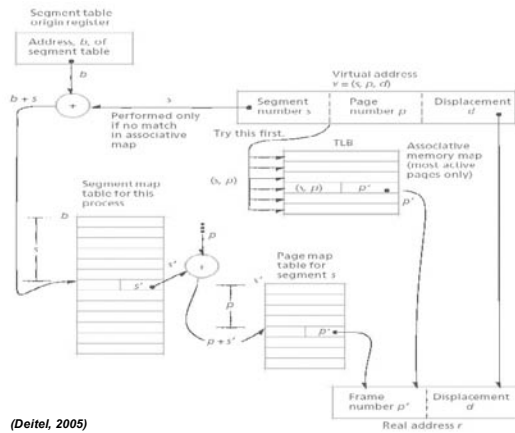 Segment table
origin register
Address, b, of
segment table
b
b + s
+
s
Performed only
if no match
in associative
map
Virtual address
v = (s, p, d)
Segment
number s
Page
number p
Displacement
d
Try this first.
TLB
Associative
memory map
(most active
pages only)
(s, p)
(s, p)
p'
p'
Segment map
table for this
process
b
s
s'
p
s'
+
Page map
table for
segment s
s'
p
p + s'
p'
Frame
number p'
Displacement
d
Real address r
(Deitel, 2005)